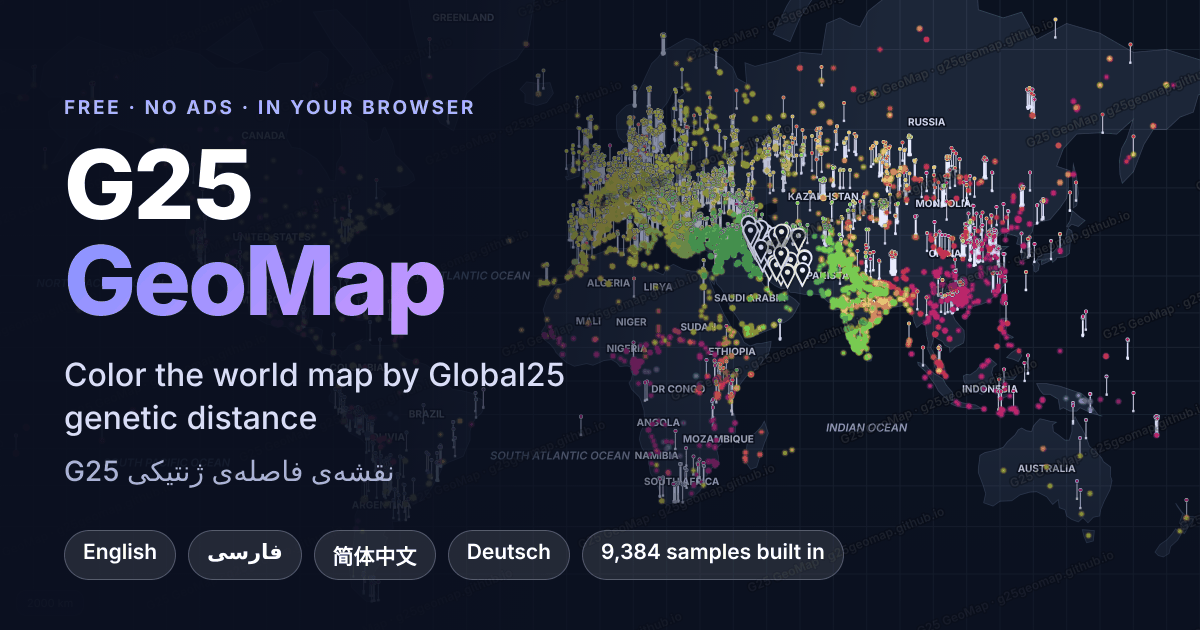 GREENLAND
FREE · NO ADS · IN YOUR BROWSER
RUSSIA
CANADA
G25
GeoMap
KAZAKHSTAN
MONGOLIA
UNITED STATES
ATLANTIC OCEAN
ALGERIA
LIBYA
SAUDI ARABIA
MALI
NIGER
SUDAN
NIGERIA
ETHIOPIA
Color the world map by Global25
genetic distance
DR CONGO
INDONESIA
BRAZIL
ANGOLA
INDIAN OCEAN
MOZAMBIQUE
SOUTH ATLANTIC OCEAN
NAMIBIA
نقشه‌ی فاصله‌ی ژنتیکی G25
AUSTRALIA
SOUTH AFRICA
ARGENTINA
English
فارسی
简体中文
Deutsch
9,384 samples built in
G25 GeoMap · g25geomap.github.io